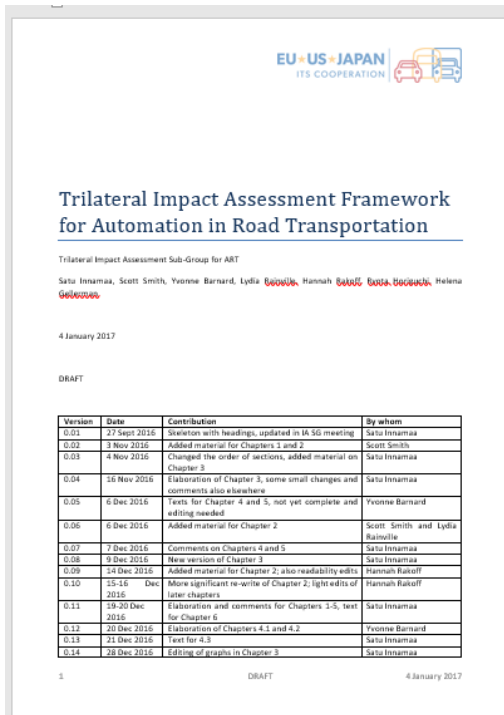 EU★US★JAPAN
ITS COOPERATION
Trilateral Impact Assessment Framework
for Automation in Road Transportation
Trilateral Impact Assessment Sub-Group for ART
Satu Innamaa, Scott Smith, Yvonne Barnard, Lydia Rainville, Hannah Rakoff, Ryota Horiguchi, Helena
Gellerman
4 January 2017
DRAFT
Version Date Contribution By whom
0.01 27 Sept 2016 Skeleton with headings, updated in IA SG meeting Satu Innamaa
0.02 3 Nov 2016 Added material for Chapters 1 and 2 Scott Smith
0.03 4 Nov 2016 Changed the order of sections, added material on Satu Innamaa
Chapter 3
0.04 16 Nov 2016 Elaboration of Chapter 3, some small changes and Satu Innamaa
comments also elsewhere
0.05 6 Dec 2016 Texts for Chapter 4 and 5, not yet complete and Yvonne Barnard
editing needed
0.06 6 Dec 2016 Added material for Chapter 2 Scott Smith and Lydia
Rainville
0.07 7 Dec 2016 Comments on Chapters 4 and 5 Satu Innamaa
0.08 9 Dec 2016 New version of Chapter 3 Satu Innamaa
0.09 14 Dec 2016 Added material for Chapter 2; also readability edits Hannah Rakoff
0.10 15-16 Dec More significant re-write of Chapter 2; light edits of Hannah Rakoff
2016 later chapters
0.11 19-20 Dec Elaboration and comments for Chapters 1-5, text Satu Innamaa
2016 for Chapter 6
0.12 20 Dec 2016 Elaboration of Chapters 4.1 and 4.2 Yvonne Barnard
0.13 21 Dec 2016 Text for 4.3 Satu Innamaa
0.14 28 Dec 2016 Editing of graphs in Chapter 3 Satu Innamaa
1 DRAFT 4 January 2017